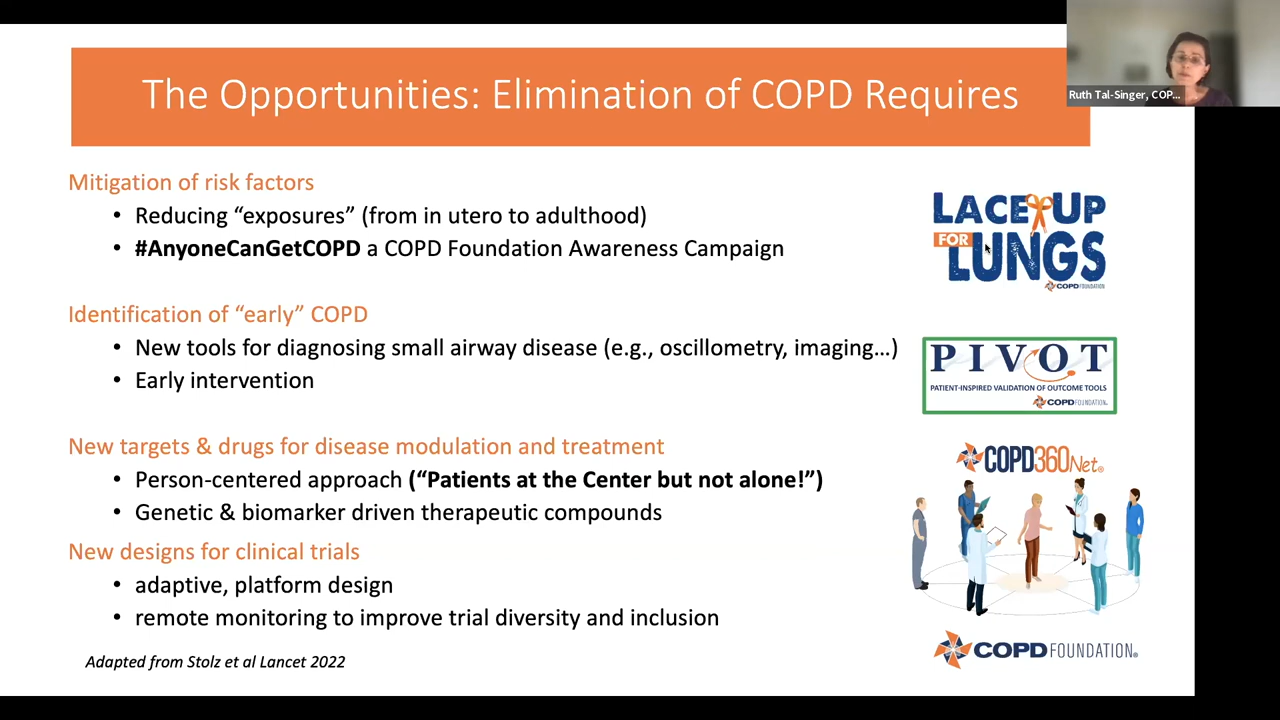 The Opportunities: Elimination of COPD Requires
Ruth Tal-Singer, COP...
Mitigation of risk factors
• Reducing “exposures” (from in utero to adulthood)
• #AnyoneCanGetCOPD a COPD Foundation Awareness Campaign
LACE UP
FOR
LUNGS
COPD FOUNDATION
Identification of “early” COPD
• New tools for diagnosing small airway disease (e.g., oscillometry, imaging…)
• Early intervention
PIVOT
PATIENT-INSPIRED VALIDATION OF OUTCOME TOOLS
COPD FOUNDATION
New targets & drugs for disease modulation and treatment
• Person-centered approach (“Patients at the Center but not alone!”)
• Genetic & biomarker driven therapeutic compounds
COPD360Net®
New designs for clinical trials
• adaptive, platform design
• remote monitoring to improve trial diversity and inclusion
COPD FOUNDATION®
Adapted from Stolz et al Lancet 2022